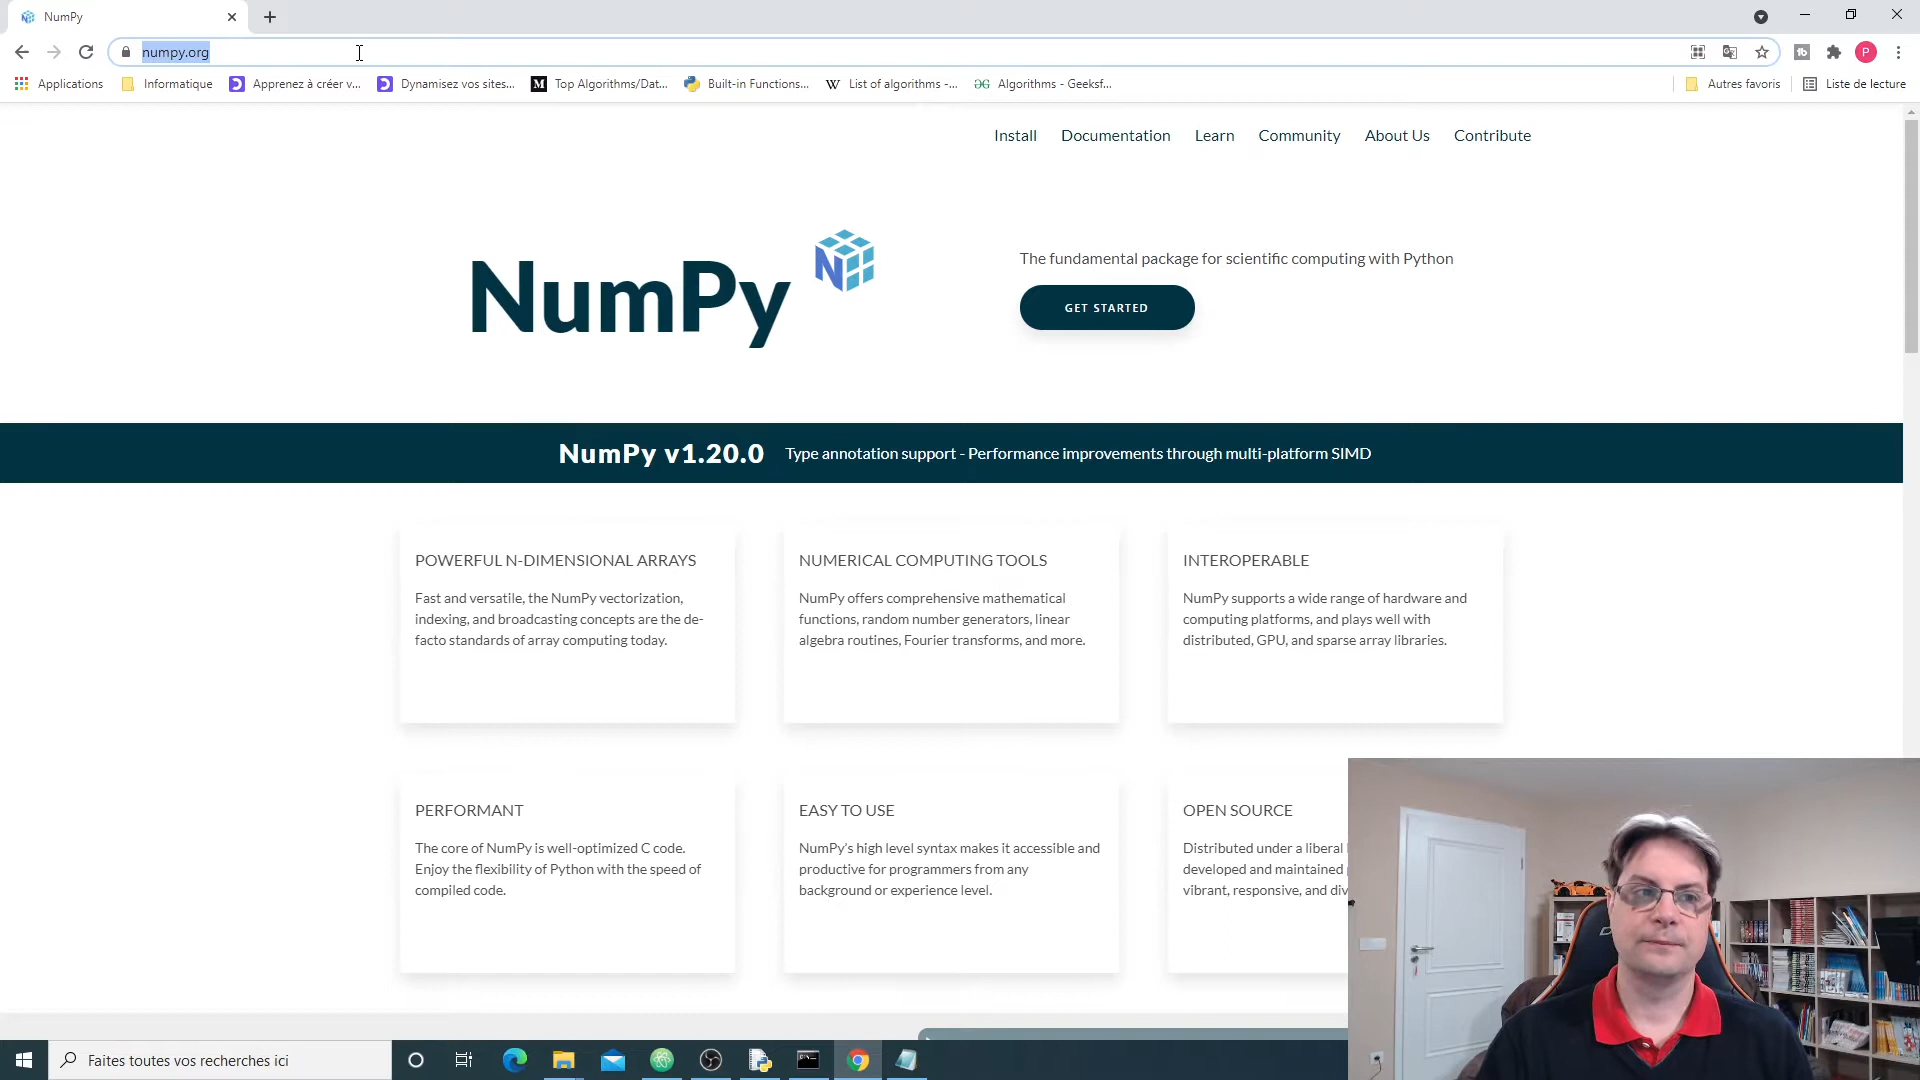 NumPy
numpy.org
Applications
Informatique
Apprenez à créer v...
Dynamisez vos sites...
Top Algorithms/Dat...
Built-in Functions...
List of algorithms -...
Algorithms - Geeksf...
Autres favoris
Liste de lecture
Install Documentation Learn Community About Us Contribute
NumPy
The fundamental package for scientific computing with Python
GET STARTED
NumPy v1.20.0 Type annotation support - Performance improvements through multi-platform SIMD
POWERFUL N-DIMENSIONAL ARRAYS
Fast and versatile, the NumPy vectorization,
indexing, and broadcasting concepts are the de-
facto standards of array computing today.
NUMERICAL COMPUTING TOOLS
NumPy offers comprehensive mathematical
functions, random number generators, linear
algebra routines, Fourier transforms, and more.
INTEROPERABLE
NumPy supports a wide range of hardware and
computing platforms, and plays well with
distributed, GPU, and sparse array libraries.
PERFORMANT
The core of NumPy is well-optimized C code.
Enjoy the flexibility of Python with the speed of
compiled code.
EASY TO USE
NumPy's high level syntax makes it accessible and
productive for programmers from any
background or experience level.
OPEN SOURCE
Distributed under a liberal
developed and maintained
vibrant, responsive, and div
Faites toutes vos recherches ici